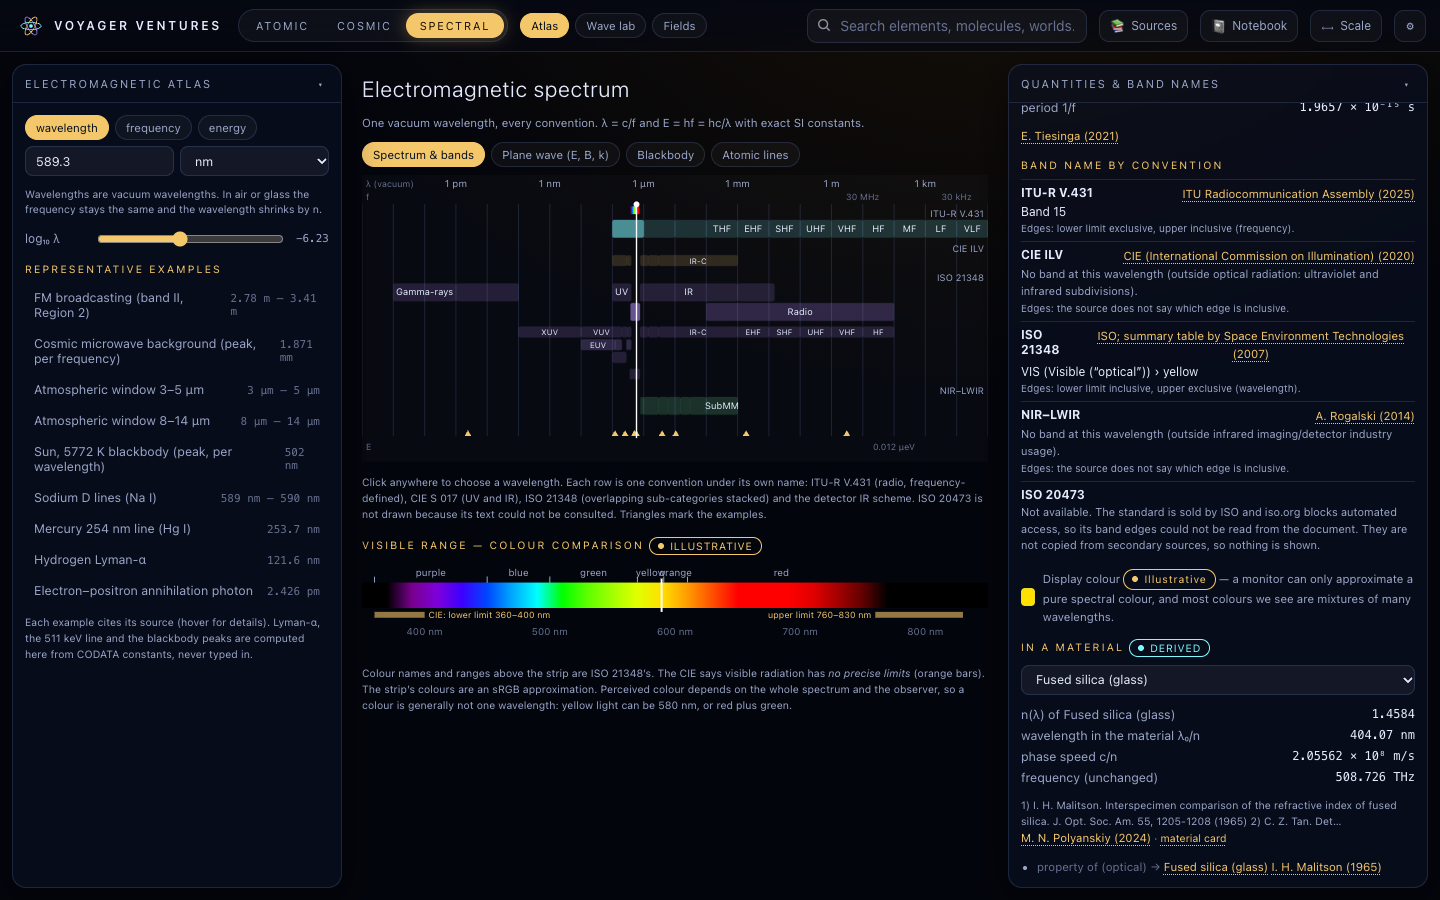 VOYAGER VENTURES
ATOMIC
COSMIC
SPECTRAL
Atlas
Wave lab
Fields
Search elements, molecules, worlds.
Sources
Notebook
Scale
ELECTROMAGNETIC ATLAS
wavelength
frequency
energy
589.3
nm
Wavelengths are vacuum wavelengths. In air or glass the
frequency stays the same and the wavelength shrinks by n.
log₁₀ λ
−6.23
REPRESENTATIVE EXAMPLES
FM broadcasting (band II,
Region 2)
2.78 m – 3.41
m
Cosmic microwave background (peak,
per frequency)
1.871
mm
Atmospheric window 3–5 µm
3 µm – 5 µm
Atmospheric window 8–14 µm
8 µm – 14 µm
Sun, 5772 K blackbody (peak, per
wavelength)
502
nm
Sodium D lines (Na I)
589 nm – 590 nm
Mercury 254 nm line (Hg I)
253.7 nm
Hydrogen Lyman-α
121.6 nm
Electron–positron annihilation photon
2.426 pm
Each example cites its source (hover for details). Lyman-α,
the 511 keV line and the blackbody peaks are computed
here from CODATA constants, never typed in.
Electromagnetic spectrum
One vacuum wavelength, every convention. λ = c/f and E = hf = hc/λ with exact SI constants.
Spectrum & bands
Plane wave (E, B, k)
Blackbody
Atomic lines
λ (vacuum)
1 pm
1 nm
1 µm
1 mm
1 m
1 km
f
30 MHz
30 kHz
ITU-R V.431
THF
EHF
SHF
UHF
VHF
HF
MF
LF
VLF
CIE ILV
IR-C
ISO 21348
Gamma-rays
UV
IR
Radio
XUV
VUV
IR-C
EHF
SHF
UHF
VHF
HF
EUV
NIR–LWIR
SubMM
E
0.012 µeV
Click anywhere to choose a wavelength. Each row is one convention under its own name: ITU-R V.431 (radio, frequency-
defined), CIE S 017 (UV and IR), ISO 21348 (overlapping sub-categories stacked) and the detector IR scheme. ISO 20473 is
not drawn because its text could not be consulted. Triangles mark the examples.
VISIBLE RANGE — COLOUR COMPARISON
ILLUSTRATIVE
purple
blue
green
yellow
orange
red
CIE: lower limit 360–400 nm
upper limit 760–830 nm
400 nm
500 nm
600 nm
700 nm
800 nm
Colour names and ranges above the strip are ISO 21348's. The CIE says visible radiation has no precise limits (orange bars).
The strip's colours are an sRGB approximation. Perceived colour depends on the whole spectrum and the observer, so a
colour is generally not one wavelength: yellow light can be 580 nm, or red plus green.
QUANTITIES & BAND NAMES
period 1/f
1.9657 × 10⁻¹⁵ s
E. Tiesinga (2021)
BAND NAME BY CONVENTION
ITU-R V.431
ITU Radiocommunication Assembly (2025)
Band 15
Edges: lower limit exclusive, upper inclusive (frequency).
CIE ILV
CIE (International Commission on Illumination) (2020)
No band at this wavelength (outside optical radiation: ultraviolet and
infrared subdivisions).
Edges: the source does not say which edge is inclusive.
ISO
21348
ISO; summary table by Space Environment Technologies
(2007)
VIS (Visible (“optical”)) › yellow
Edges: lower limit inclusive, upper exclusive (wavelength).
NIR–LWIR
A. Rogalski (2014)
No band at this wavelength (outside infrared imaging/detector industry
usage).
Edges: the source does not say which edge is inclusive.
ISO 20473
Not available. The standard is sold by ISO and iso.org blocks automated
access, so its band edges could not be read from the document. They are
not copied from secondary sources, so nothing is shown.
Display colour Illustrative — a monitor can only approximate a
pure spectral colour, and most colours we see are mixtures of many
wavelengths.
IN A MATERIAL
DERIVED
Fused silica (glass)
n(λ) of Fused silica (glass)
1.4584
wavelength in the material λ₀/n
404.07 nm
phase speed c/n
2.05562 × 10⁸ m/s
frequency (unchanged)
508.726 THz
1) I. H. Malitson. Interspecimen comparison of the refractive index of fused
silica. J. Opt. Soc. Am. 55, 1205-1208 (1965) 2) C. Z. Tan. Det…
M. N. Polyanskiy (2024) · material card
property of (optical) → Fused silica (glass) I. H. Malitson (1965)